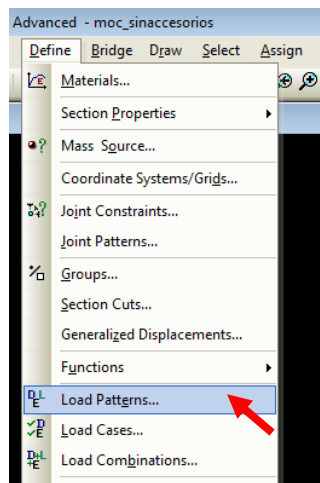 Advanced - moc_sinaccesorios
Define Bridge Draw Select Assign
Materials...
Section Properties
Mass Source...
Coordinate Systems/Grids...
Joint Constraints...
Joint Patterns...
Groups...
Section Cuts...
Generalized Displacements...
Functions
Load Patterns...
Load Cases...
Load Combinations...